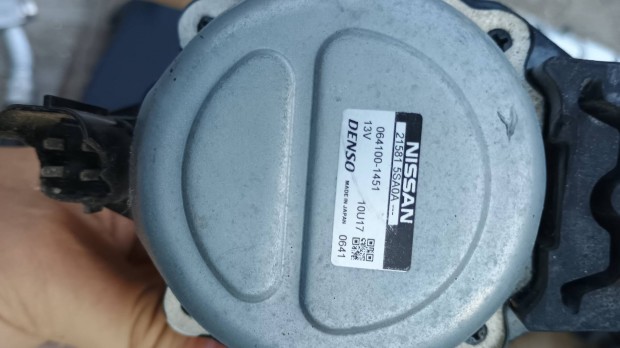 NISSAN
21581 5SA0A
064100-1451
13V 10U17
DENSO MADE IN JAPAN 0641